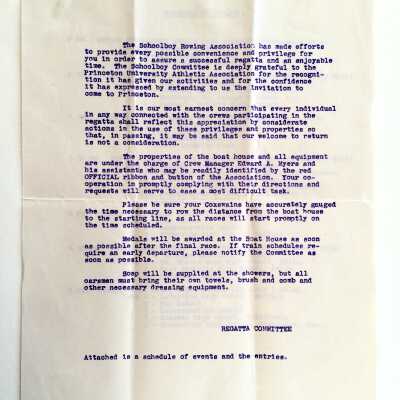 The Schoolboy Rowing Association has made efforts
to provide every possible convenience and privilege for
you in order to assure a successful regatta and an enjoyable
time. The Schoolboy Committee is deeply grateful to the
Princeton University Athletic Association for the recogni-
tion it has given our activities and for the confidence
it has expressed by extending to us the invitation to
come to Princeton.
It is our most earnest concern that every individual
in any way connected with the crews participating in the
regatta shall reflect this appreciation by considerate
actions in the use of these privileges and properties so
that, in passing, it may be said that our welcome to return
is not a consideration.
The properties of the boat house and all equipment
are under the charge of Crew Manager Edward A. Myers and
his assistants who may be readily identified by the red
OFFICIAL ribbon and button of the Association. Your co-
operation in promptly complying with their directions and
requests will serve to ease a most difficult task.
Please be sure your Coxswains have accurately gauged
the time necessary to row the distance from the boat house
to the starting line, as all races will start promptly on
the time scheduled.
Medals will be awarded at the Boat House as soon
as possible after the final race. If train schedules re-
quire an early departure, please notify the Committee as
soon as possible.
Soap will be supplied at the showers, but all
oarsmen must bring their own towels, brush and comb and
other necessary dressing equipment.
REGATTA COMMITTEE
Attached is a schedule of events and the entries.